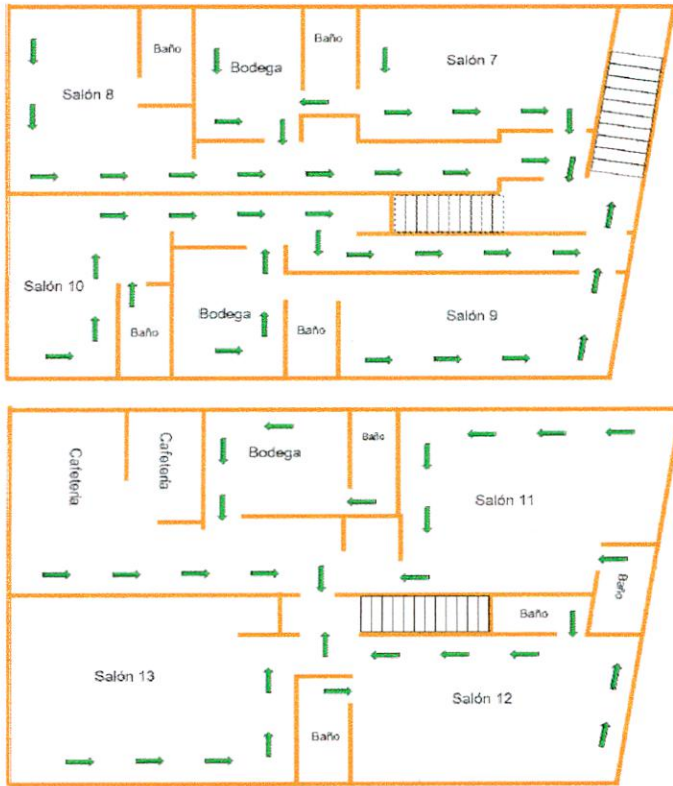 Baño
Baño
Bodega
Salón 7
Salón 8
Salón 10
Bodega
Salón 9
Baño
Baño
Cafetería
Cafetería
Bodega
Baño
Salón 11
Baño
Baño
Salón 13
Salón 12
Baño